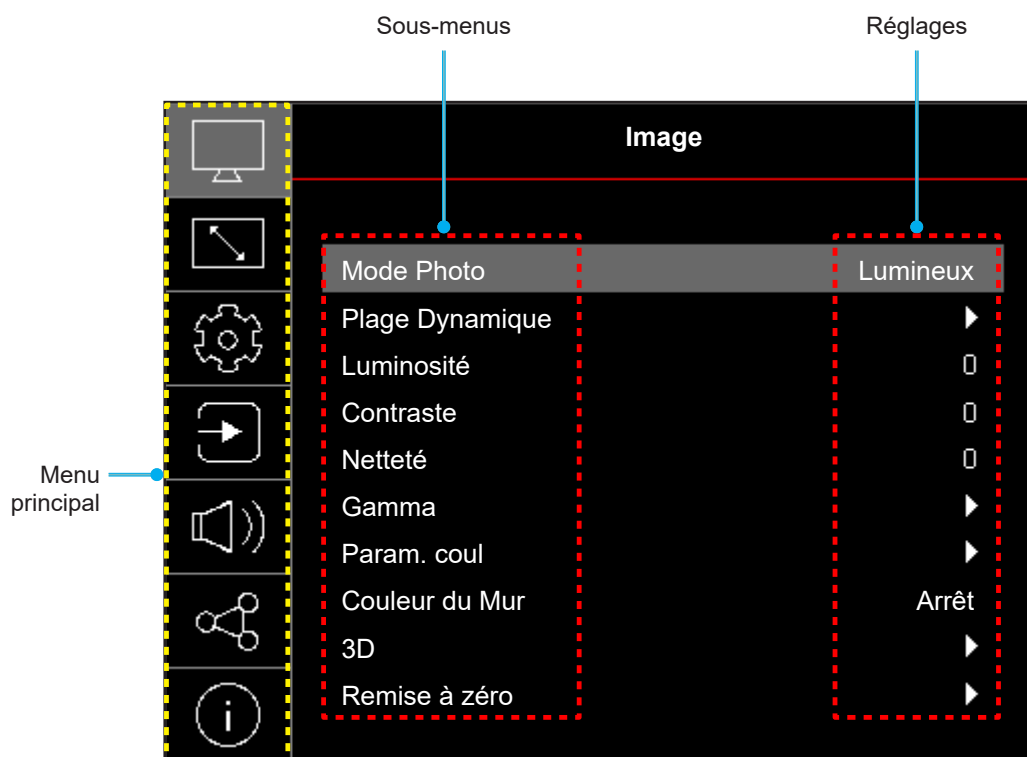 Sous-menus
Réglages
Image
Mode Photo Lumineux
Plage Dynamique
Luminosité 0
Contraste 0
Netteté 0
Gamma
Param. coul
Couleur du Mur Arrêt
3D
Remise à zéro
Menu
principal
i